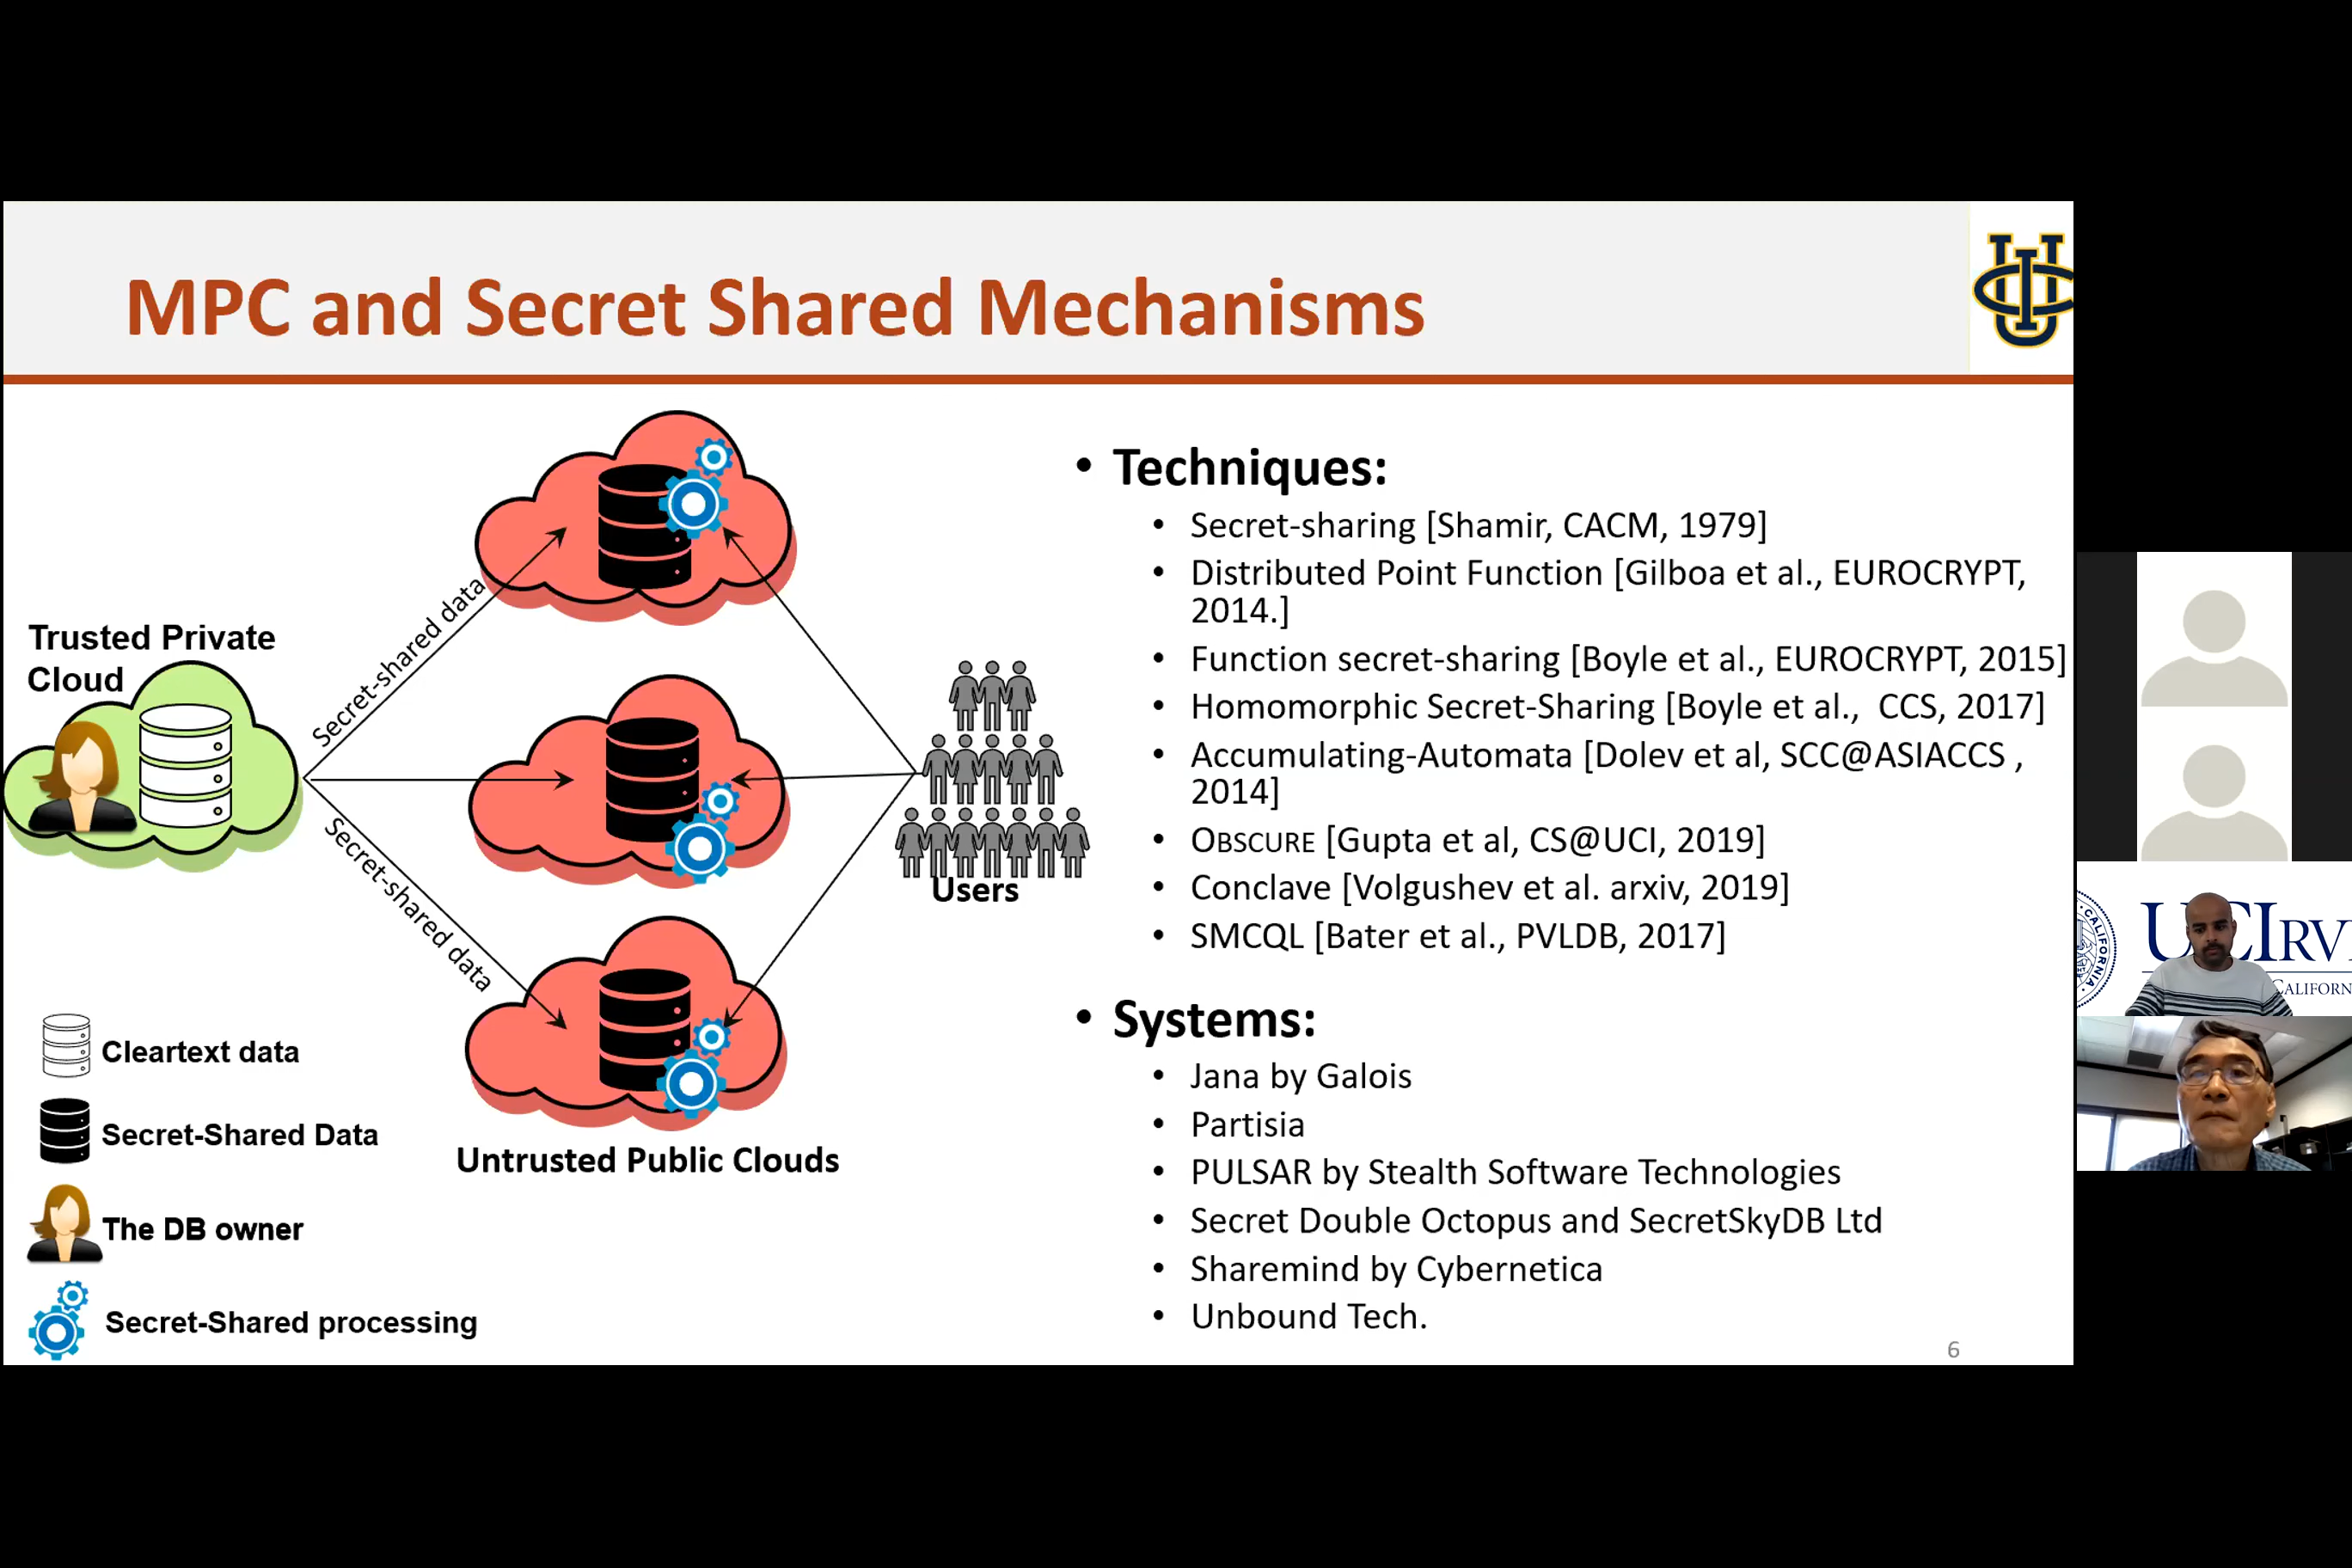 MPC and Secret Shared Mechanisms
Trusted Private
Cloud
Secret-shared data
Secret-shared data
Users
Untrusted Public Clouds
Cleartext data
Secret-Shared Data
The DB owner
Secret-Shared processing
• Techniques:
• Secret-sharing [Shamir, CACM, 1979]
• Distributed Point Function [Gilboa et al., EUROCRYPT,
2014.]
• Function secret-sharing [Boyle et al., EUROCRYPT, 2015]
• Homomorphic Secret-Sharing [Boyle et al., CCS, 2017]
• Accumulating-Automata [Dolev et al, SCC@ASIACCS ,
2014]
• OBSCURE [Gupta et al, CS@UCI, 2019]
• Conclave [Volgushev et al. arxiv, 2019]
• SMCQL [Bater et al., PVLDB, 2017]
• Systems:
• Jana by Galois
• Partisia
• PULSAR by Stealth Software Technologies
• Secret Double Octopus and SecretSkyDB Ltd
• Sharemind by Cybernetica
• Unbound Tech.
6
UCIRV
CALIFORN
CALIFORNIA